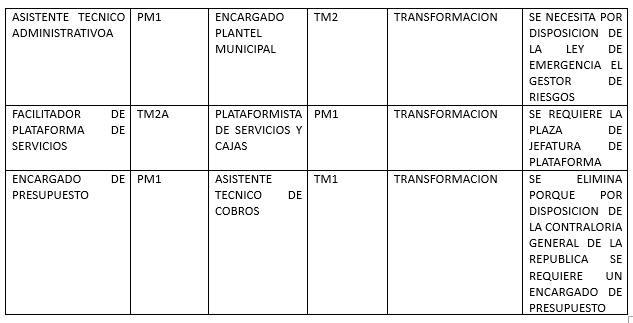 ASISTENTE TECNICO
ADMINISTRATIVOA
PM1
ENCARGADO
PLANTEL
MUNICIPAL
TM2
TRANSFORMACION
SE NECESITA POR
DISPOSICION DE
LA LEY DE
EMERGENCIA EL
GESTOR DE
RIESGOS
FACILITADOR DE
PLATAFORMA DE
SERVICIOS
TM2A
PLATAFORMISTA
DE SERVICIOS Y
CAJAS
PM1
TRANSFORMACION
SE REQUIERE LA
PLAZA DE
JEFATURA DE
PLATAFORMA
ENCARGADO DE
PRESUPUESTO
PM1
ASISTENTE
TECNICO DE
COBROS
TM1
TRANSFORMACION
SE ELIMINA
PORQUE POR
DISPOSICION DE
LA CONTRALORIA
GENERAL DE LA
REPUBLICA SE
REQUIERE UN
ENCARGADO DE
PRESUPUESTO